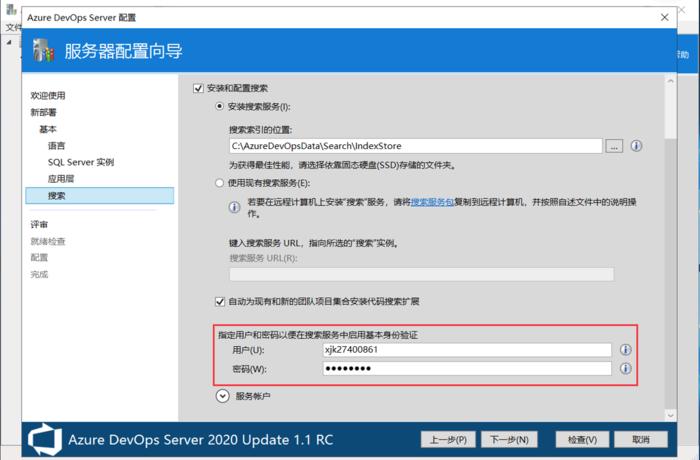 Azure DevOps Server 配置
文件
服务器配置向导
帮助
欢迎使用
新部署
基本
语言
SQL Server 实例
应用层
搜索
评审
就绪检查
配置
完成
安装和配置搜索
安装搜索服务(I):
搜索索引的位置:
C:\AzureDevOpsData\Search\IndexStore
...
为获得最佳性能，请选择依靠固态硬盘(SSD)存储的文件夹。
使用现有搜索服务(E):
若要在远程计算机上安装"搜索"服务，请将搜索服务包复制到远程计算机，并按照自述文件中的说明操
作。
键入搜索服务 URL，指向所选的"搜索"实例。
搜索服务 URL(R):
自动为现有和新的团队项目集合安装代码搜索扩展
指定用户和密码以便在搜索服务中启用基本身份验证
用户(U):
xjk27400861
密码(W):
●●●●●●●●
服务帐户
Azure DevOps Server 2020 Update 1.1 RC
上一步(P)
下一步(N)
检查(V)
取消